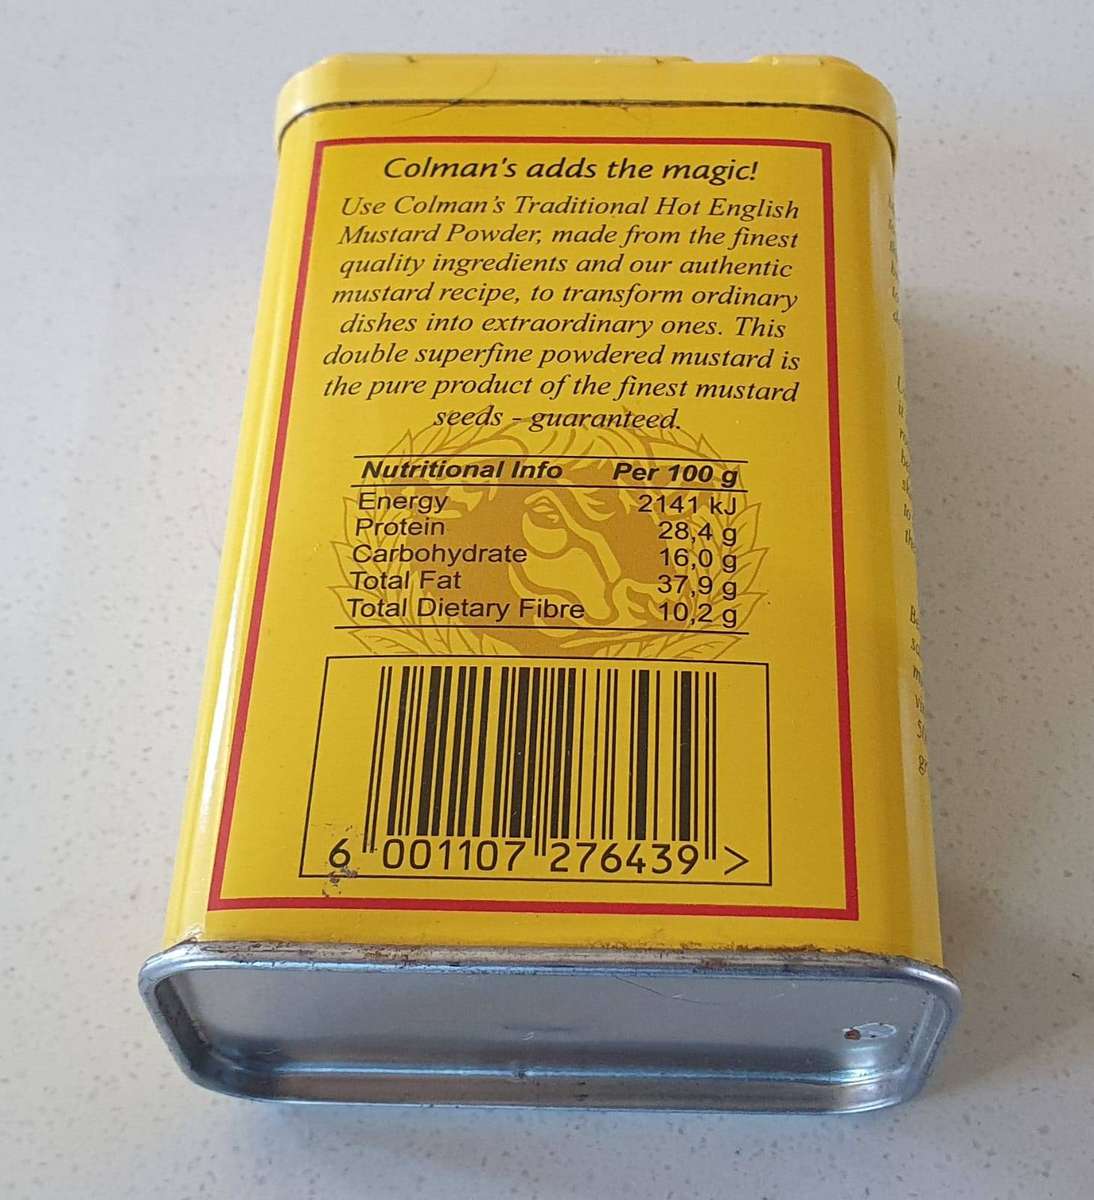 Colman's adds the magic!
Use Colman's Traditional Hot English
Mustard Powder, made from the finest
quality ingredients and our authentic
mustard recipe, to transform ordinary
dishes into extraordinary ones. This
double superfine powdered mustard is
the pure product of the finest mustard
seeds - guaranteed.
Nutritional Info Per 100 g
Energy 2141 kJ
Protein 28,4 g
Carbohydrate 16,0 g
Total Fat 37,9 g
Total Dietary Fibre 10,2 g
6 001107 276439 >